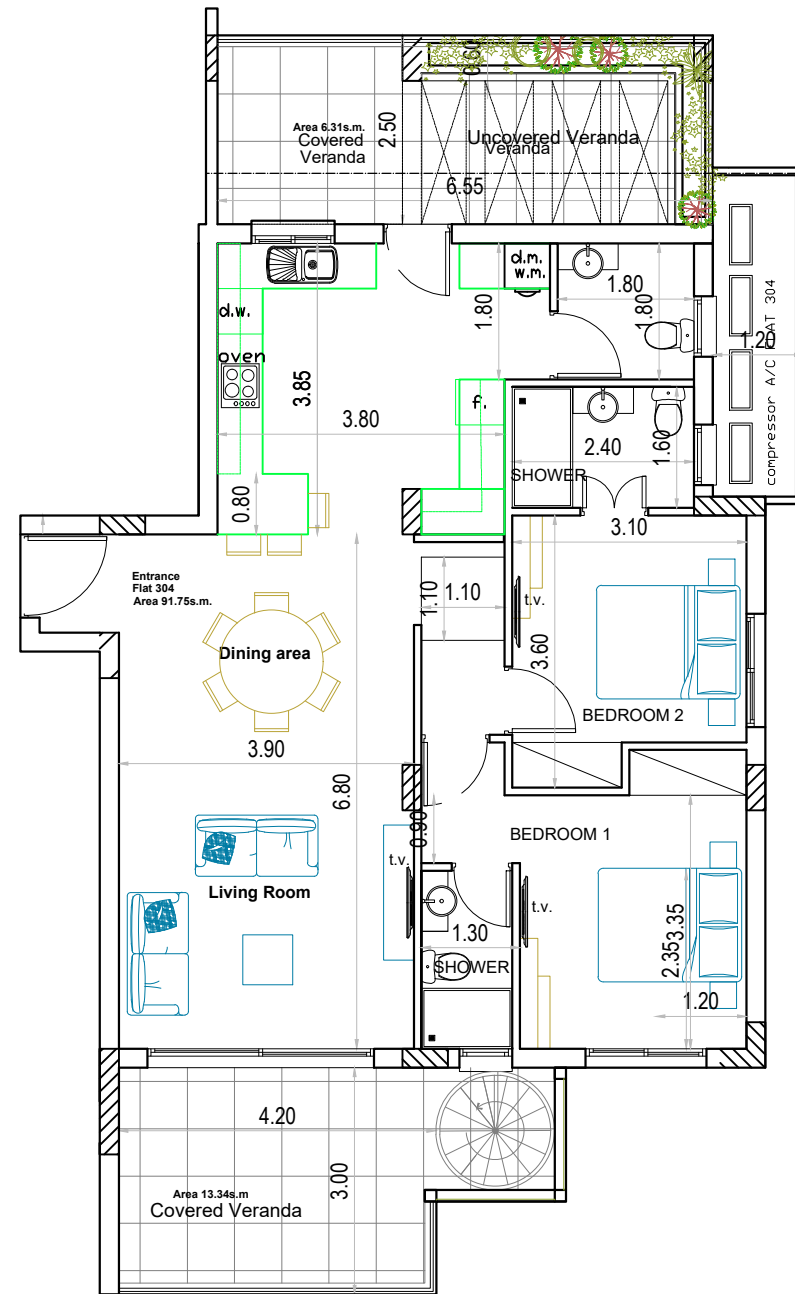 0.60
Area 6.31s.m.
Covered
Veranda
2.50
Uncovered Veranda
Veranda
6.55
d.m.
w.m.
d.w.
oven
3.85
3.80
1.80
1.80
1.80
f.
1.20
compressor A/C FLAT 304
2.40
1.60
SHOWER
0.80
3.10
Entrance
Flat 304
Area 91.75s.m.
1.10
1.10
t.v.
3.60
Dining area
BEDROOM 2
3.90
6.80
0.90
BEDROOM 1
t.v.
Living Room
t.v.
1.30
SHOWER
2.35
3.35
1.20
4.20
3.00
Area 13.34s.m
Covered Veranda